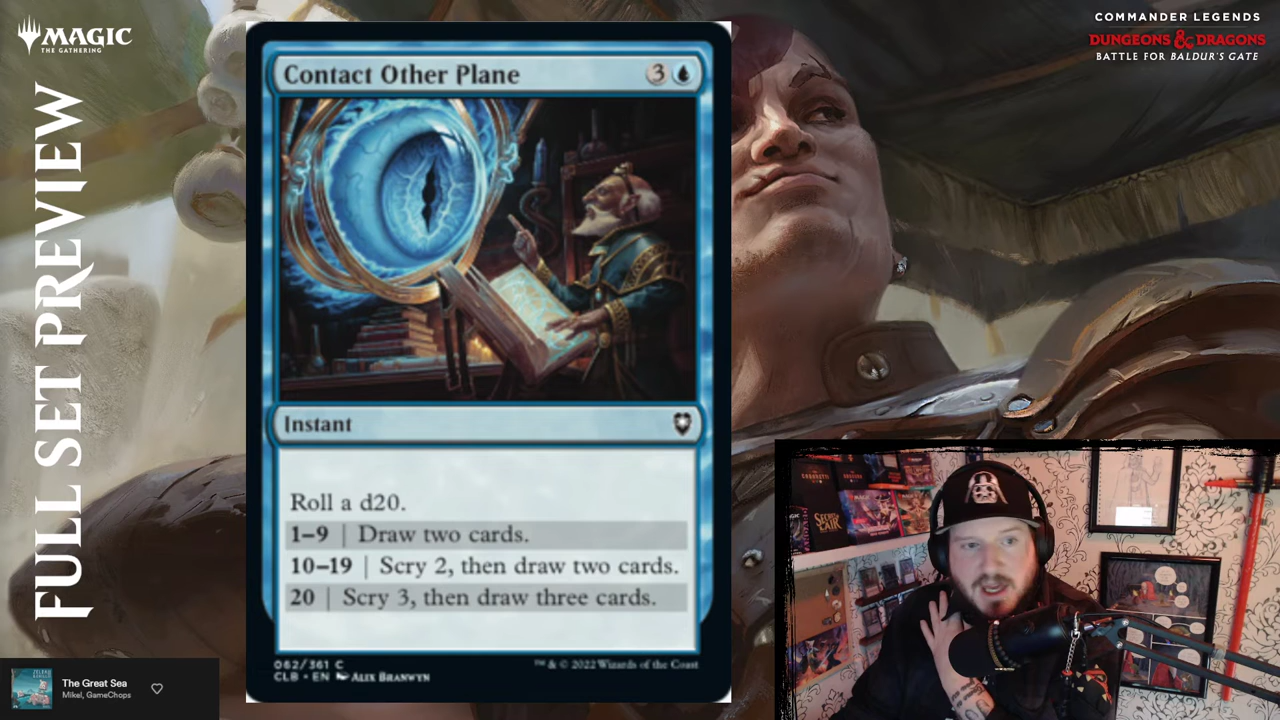 MAGIC
THE GATHERING
COMMANDER LEGENDS
DUNGEONS & DRAGONS
BATTLE FOR BALDUR'S GATE
FULL SET PREVIEW
Contact Other Plane 3
Instant
Roll a d20.
1–9 | Draw two cards.
10–19 | Scry 2, then draw two cards.
20 | Scry 3, then draw three cards.
062/361 C
CLB • EN ALIX BRANWYN
™ & © 2022 Wizards of the Coast
The Great Sea
Mikel, GameChops
SECRET
LAIR